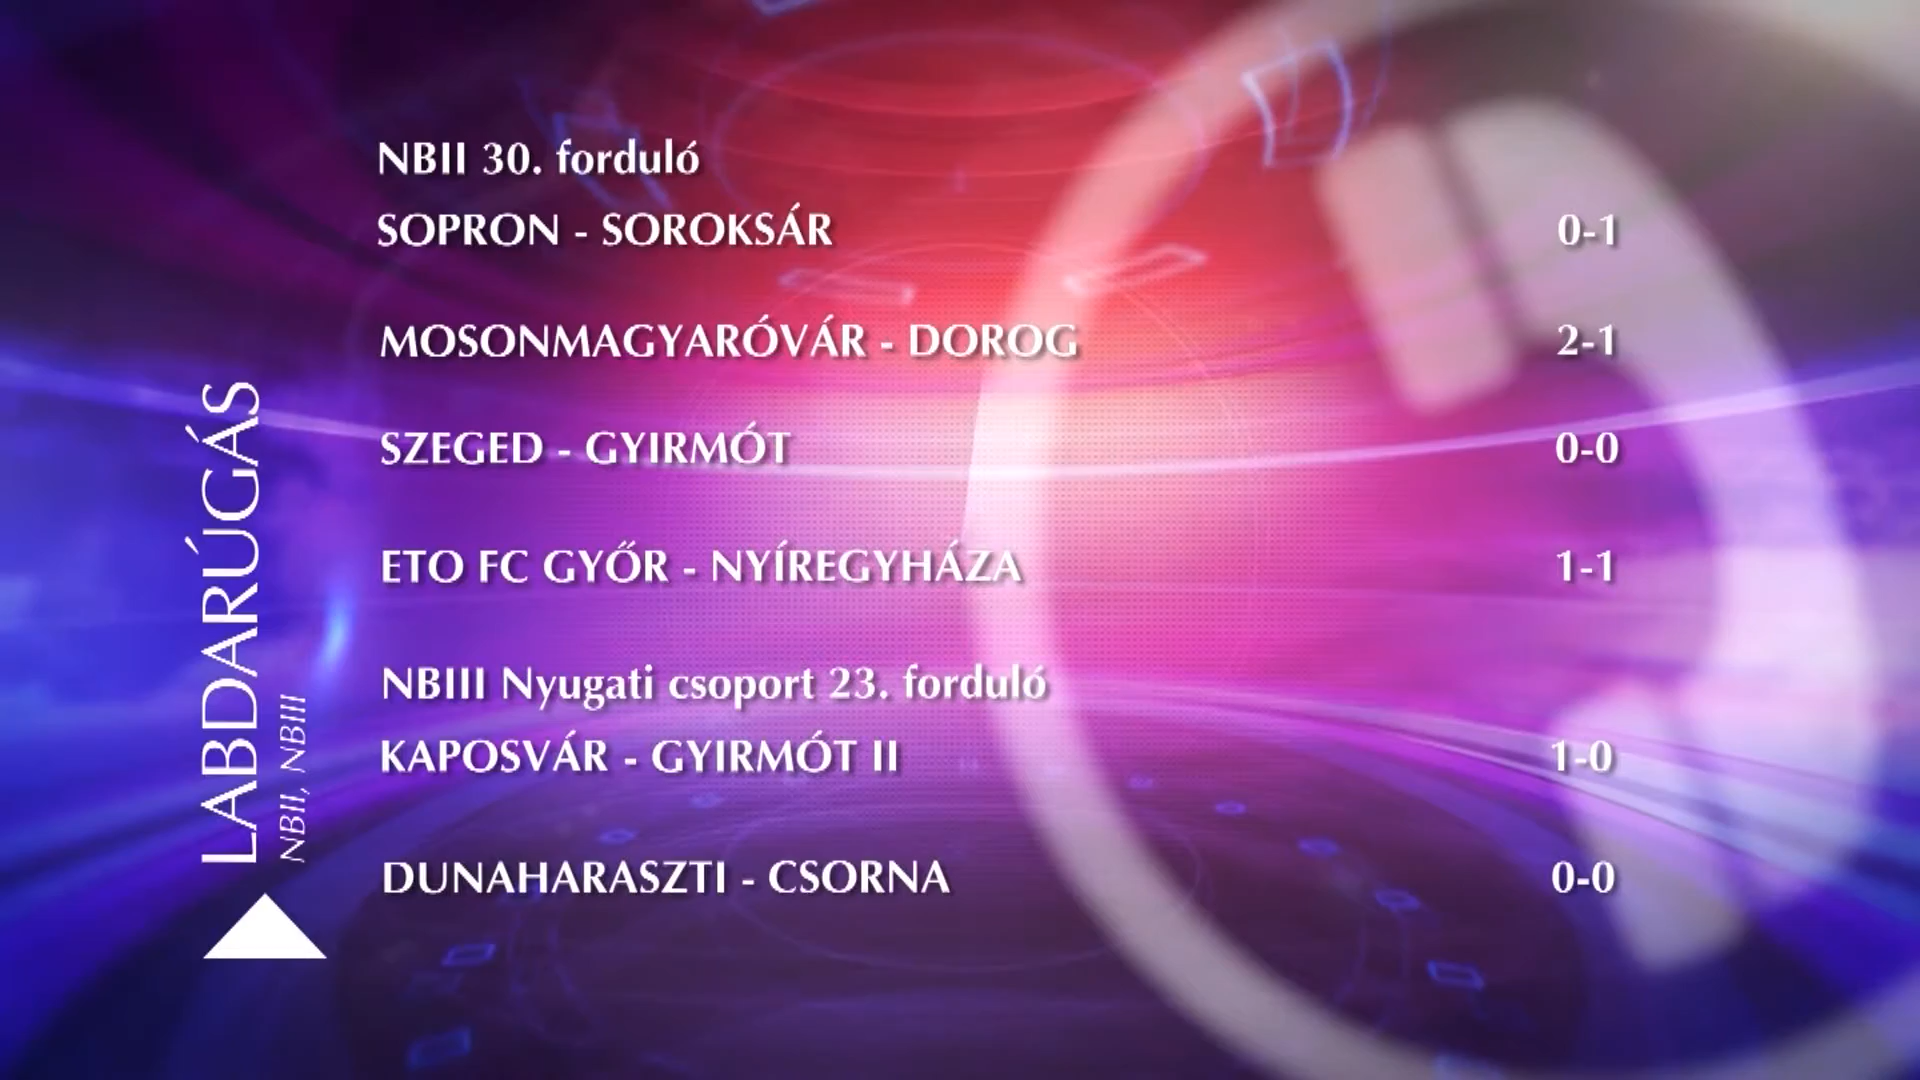 LABDARÚGÁS
NBII, NBIII
NBII 30. forduló
SOPRON - SOROKSÁR 0-1
MOSONMAGYARÓVÁR - DOROG 2-1
SZEGED - GYIRMÓT 0-0
ETO FC GYŐR - NYÍREGYHÁZA 1-1
NBIII Nyugati csoport 23. forduló
KAPOSVÁR - GYIRMÓT II 1-0
DUNAHARASZTI - CSORNA 0-0